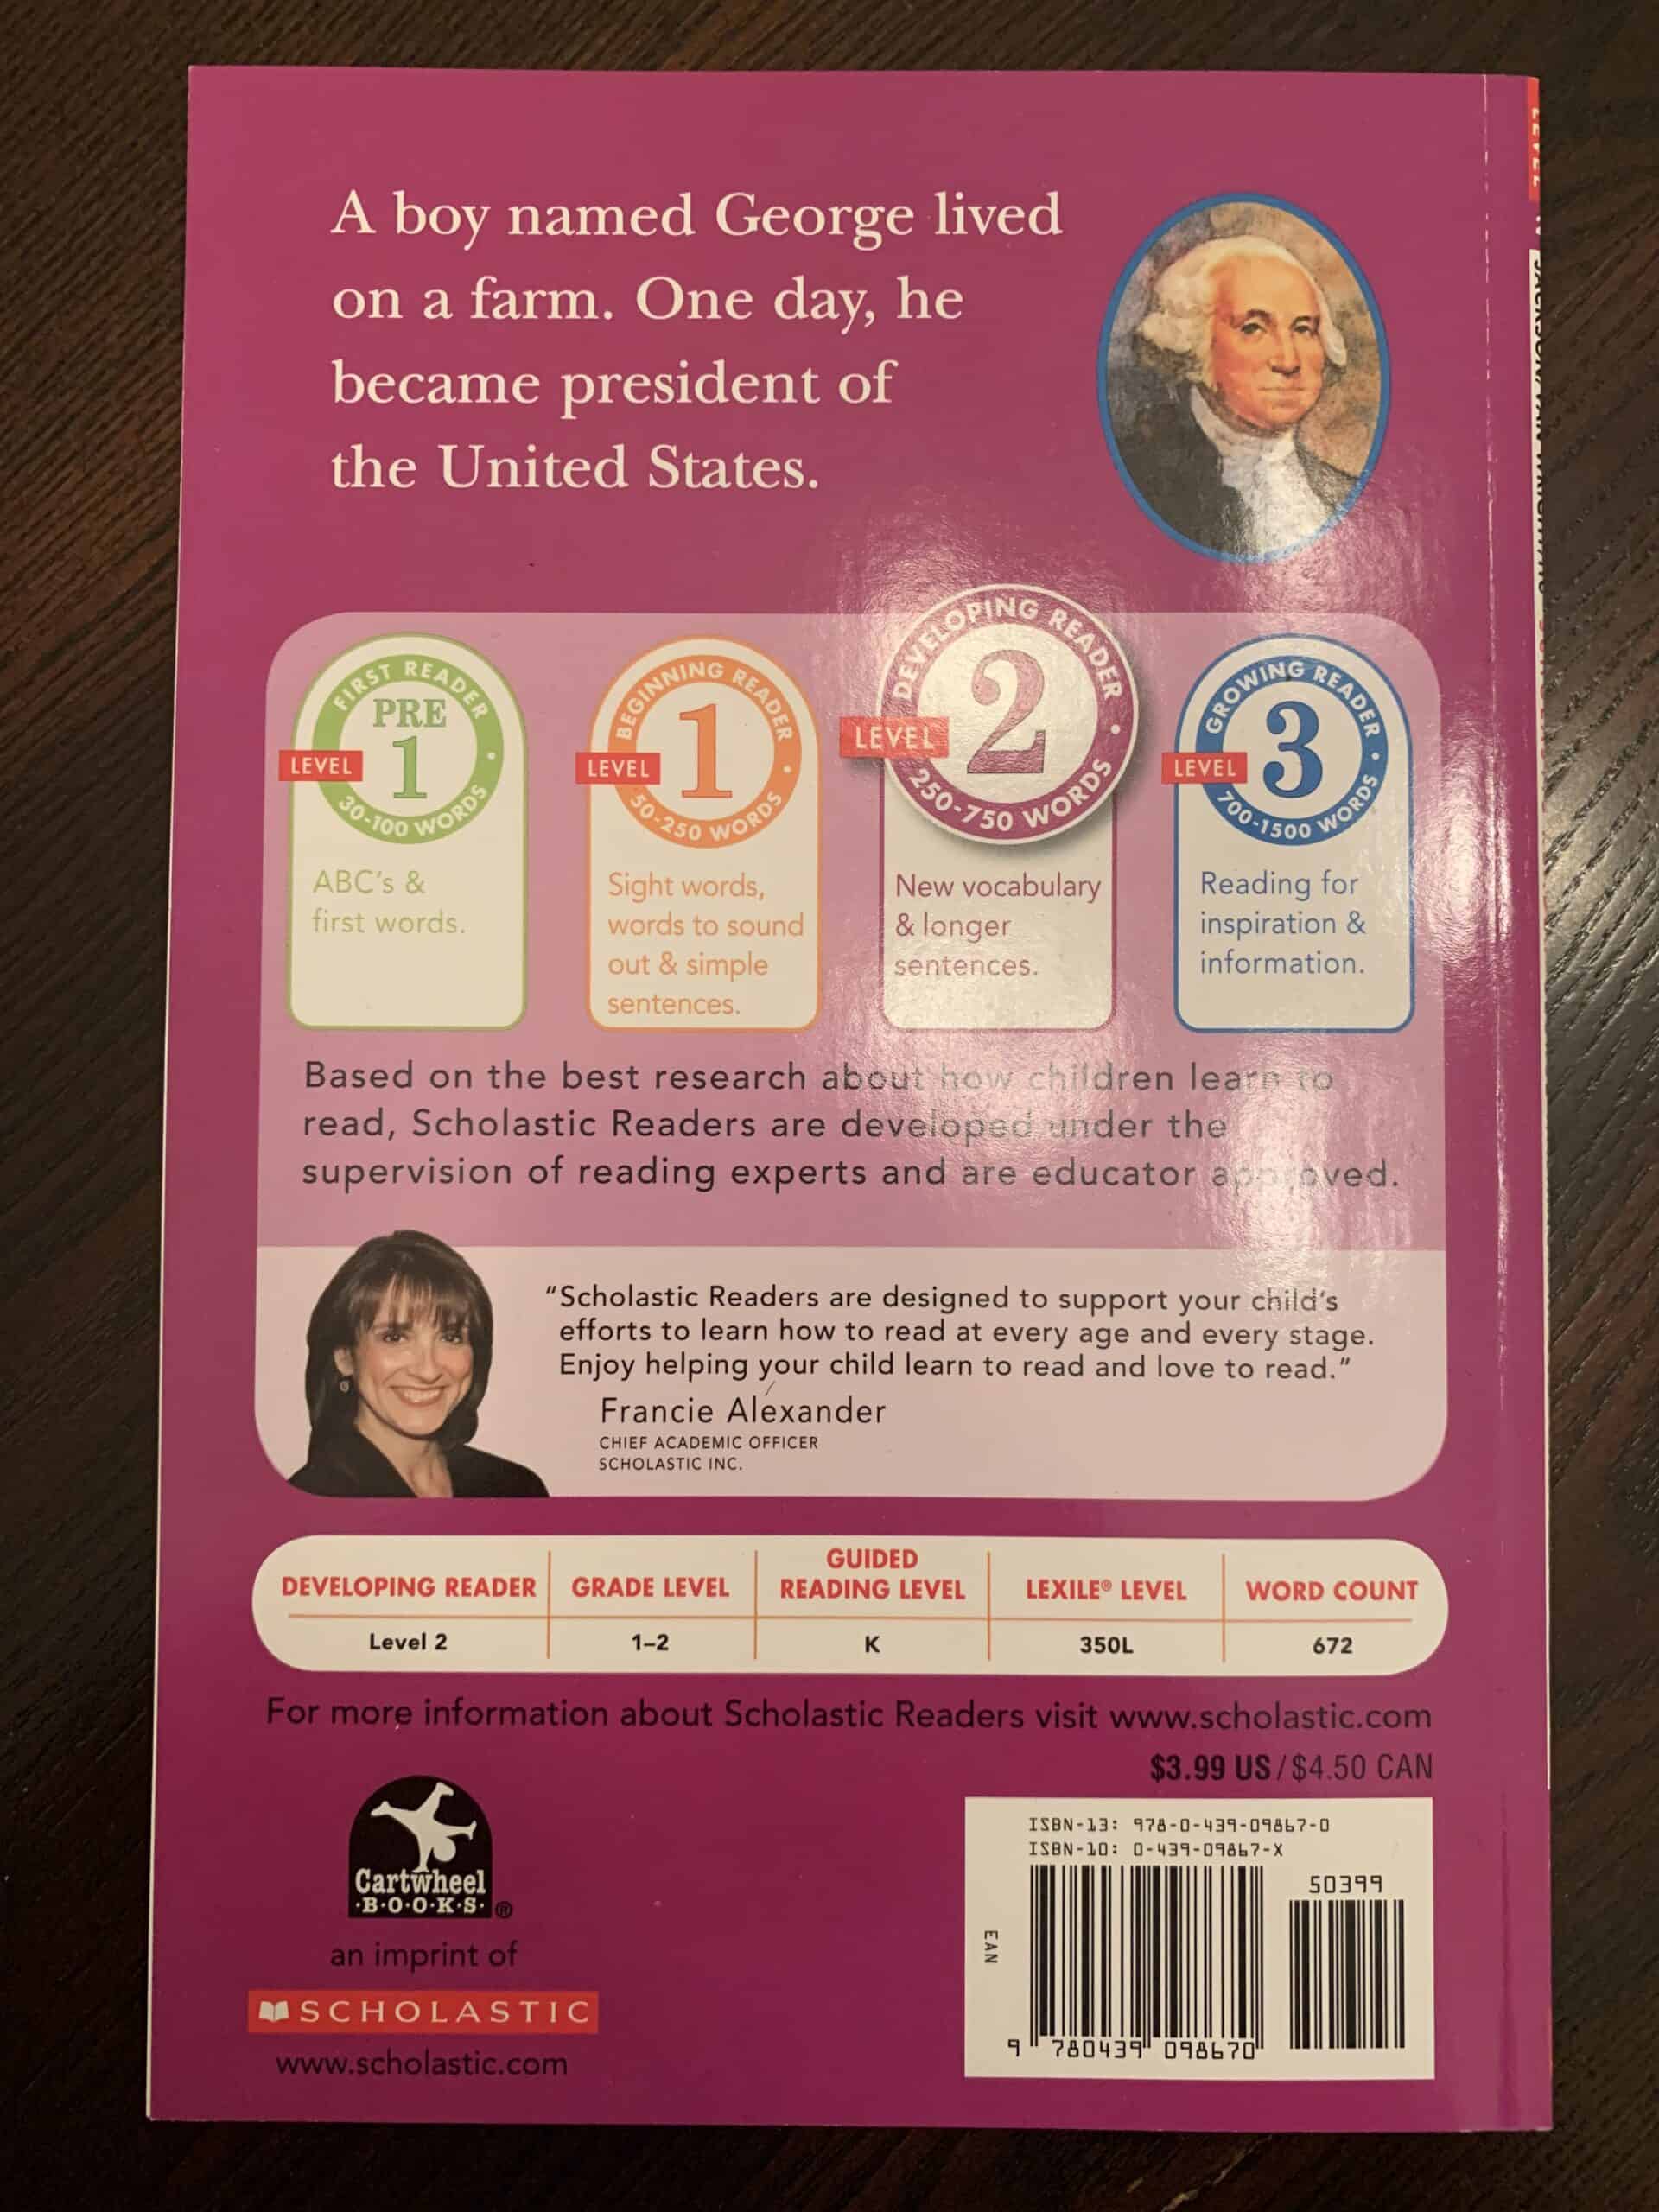 A boy named George lived
on a farm. One day, he
became president of
the United States.
FIRST READER
PRE
LEVEL 1
30-100 WORDS
ABC's &
first words.
BEGINNING READER
LEVEL 1
50-250 WORDS
Sight words,
words to sound
out & simple
sentences.
DEVELOPING READER
LEVEL 2
250-750 WORDS
New vocabulary
& longer
sentences.
GROWING READER
LEVEL 3
700-1500 WORDS
Reading for
inspiration &
information.
Based on the best research about how children learn to
read, Scholastic Readers are developed under the
supervision of reading experts and are educator approved.
"Scholastic Readers are designed to support your child's
efforts to learn how to read at every age and every stage.
Enjoy helping your child learn to read and love to read."
Francie Alexander
CHIEF ACADEMIC OFFICER
SCHOLASTIC INC.
DEVELOPING READER GRADE LEVEL GUIDED READING LEVEL LEXILE® LEVEL WORD COUNT
Level 2 1–2 K 350L 672
For more information about Scholastic Readers visit www.scholastic.com
$3.99 US/$4.50 CAN
Cartwheel
·B·O·O·K·S· ®
an imprint of
SCHOLASTIC
www.scholastic.com
ISBN-13: 978-0-439-09867-0
ISBN-10: 0-439-09867-X
50399
EAN
9 780439 098670
LEVEL